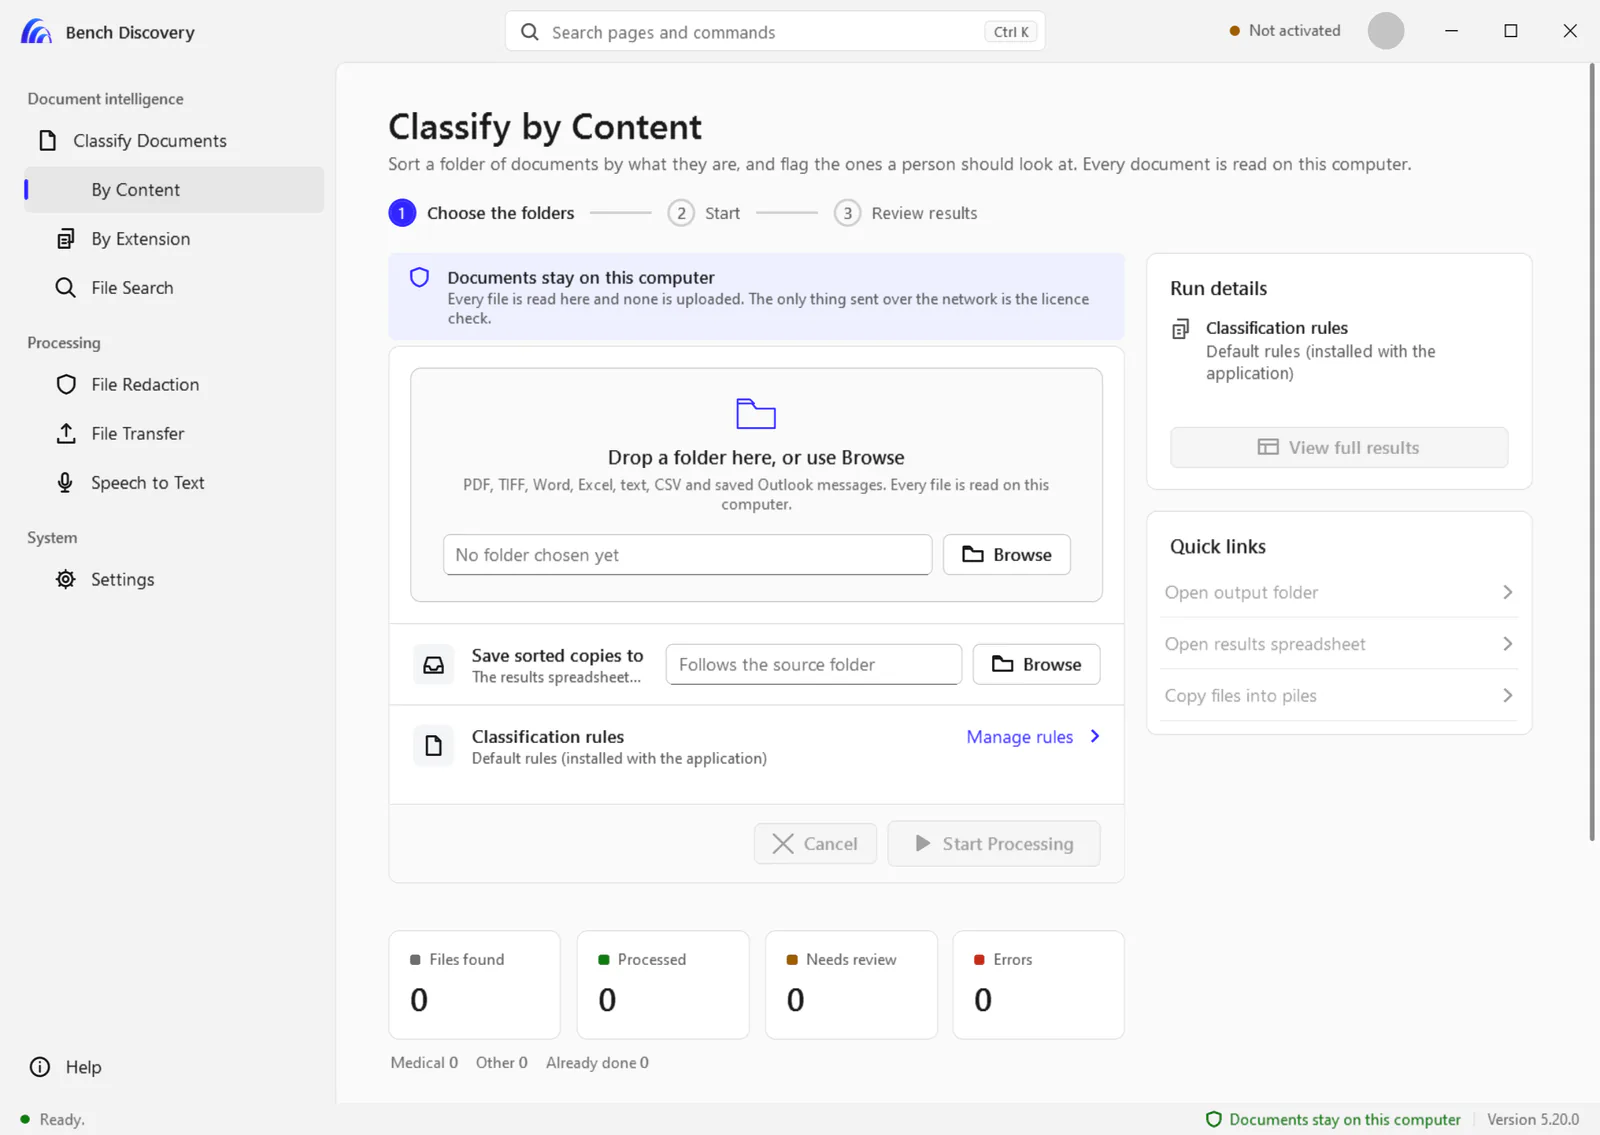 Bench Discovery
Search pages and commands
Ctrl K
Not activated
Document intelligence
Classify Documents
By Content
By Extension
File Search
Processing
File Redaction
File Transfer
Speech to Text
System
Settings
Help
Classify by Content
Sort a folder of documents by what they are, and flag the ones a person should look at. Every document is read on this computer.
1 Choose the folders
2 Start
3 Review results
Documents stay on this computer
Every file is read here and none is uploaded. The only thing sent over the network is the licence
check.
Drop a folder here, or use Browse
PDF, TIFF, Word, Excel, text, CSV and saved Outlook messages. Every file is read on this
computer.
No folder chosen yet
Browse
Save sorted copies to
The results spreadsheet...
Follows the source folder
Browse
Classification rules
Default rules (installed with the application)
Manage rules
Cancel
Start Processing
Files found
0
Processed
0
Needs review
0
Errors
0
Medical 0
Other 0
Already done 0
Run details
Classification rules
Default rules (installed with the
application)
View full results
Quick links
Open output folder
Open results spreadsheet
Copy files into piles
Ready.
Documents stay on this computer
Version 5.20.0